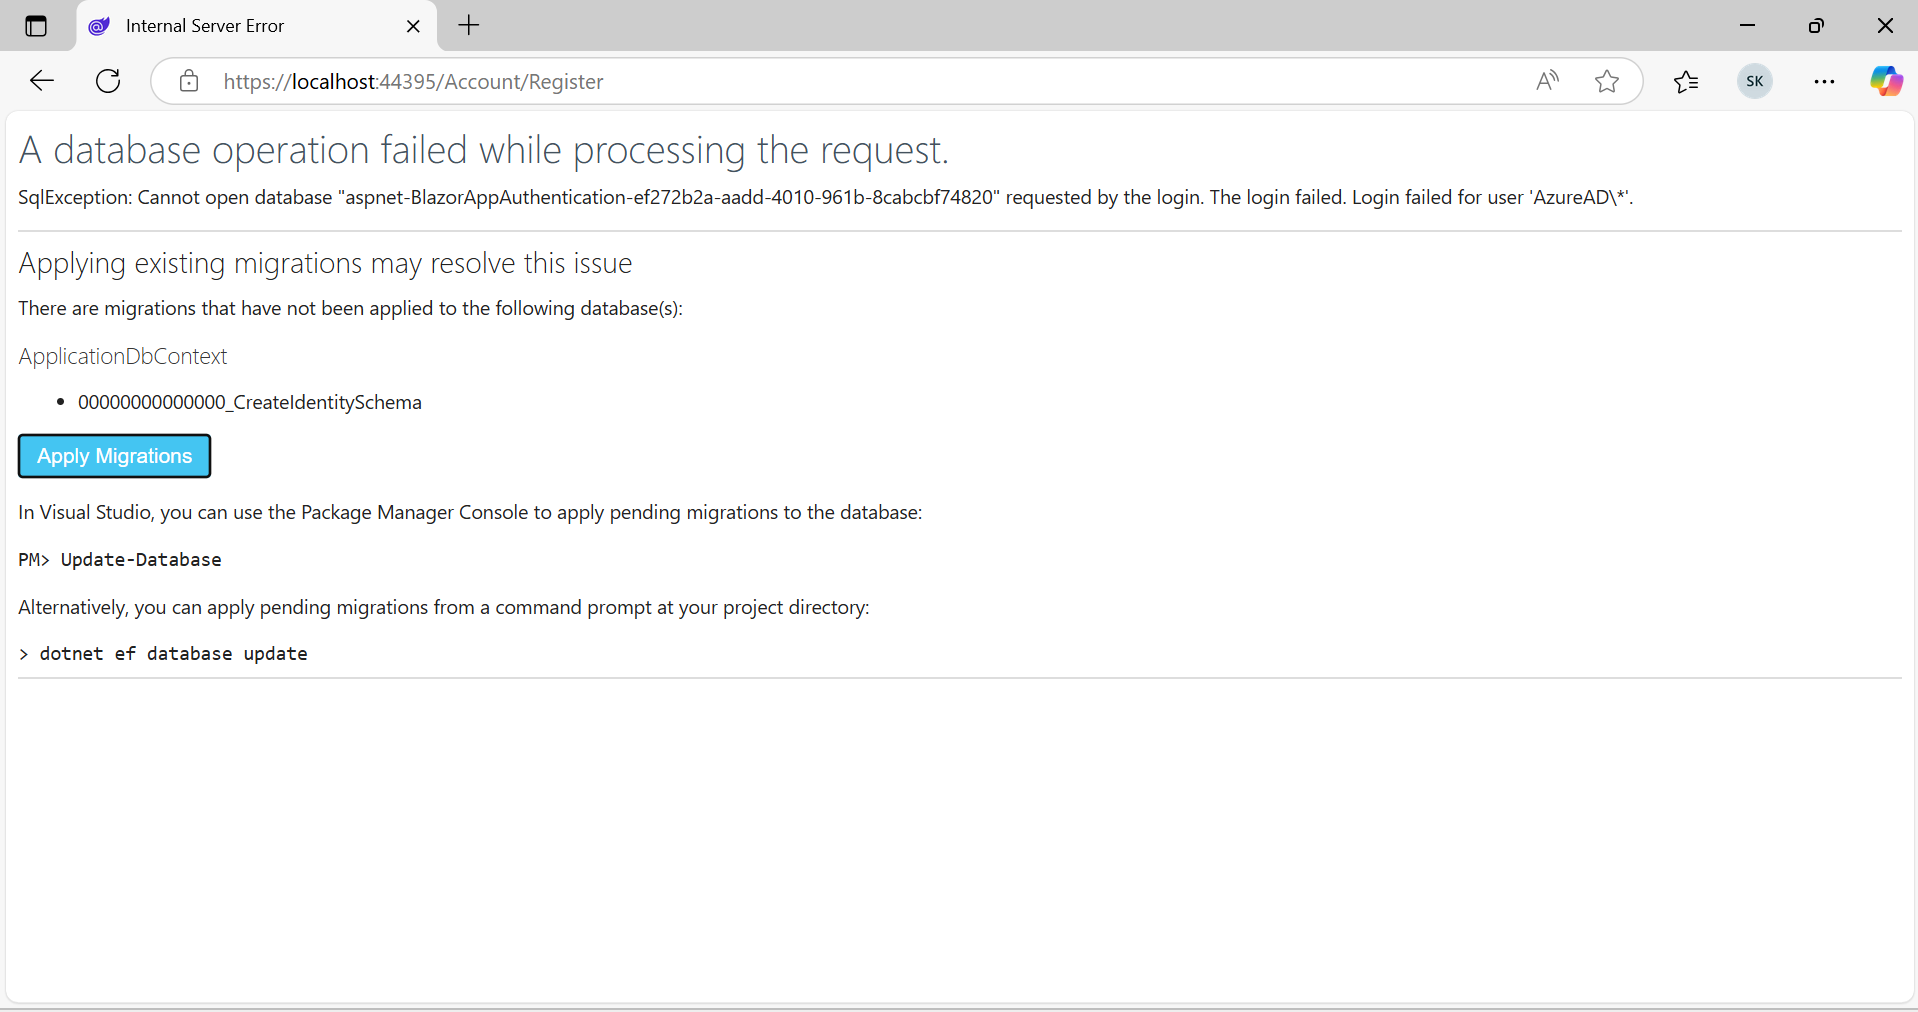 Internal Server Error
https://localhost:44395/Account/Register
SK
A database operation failed while processing the request.
SqlException: Cannot open database "aspnet-BlazorAppAuthentication-ef272b2a-aadd-4010-961b-8cabcbf74820" requested by the login. The login failed. Login failed for user 'AzureAD\*'.
Applying existing migrations may resolve this issue
There are migrations that have not been applied to the following database(s):
ApplicationDbContext
• 00000000000000_CreateIdentitySchema
Apply Migrations
In Visual Studio, you can use the Package Manager Console to apply pending migrations to the database:
PM> Update-Database
Alternatively, you can apply pending migrations from a command prompt at your project directory:
> dotnet ef database update